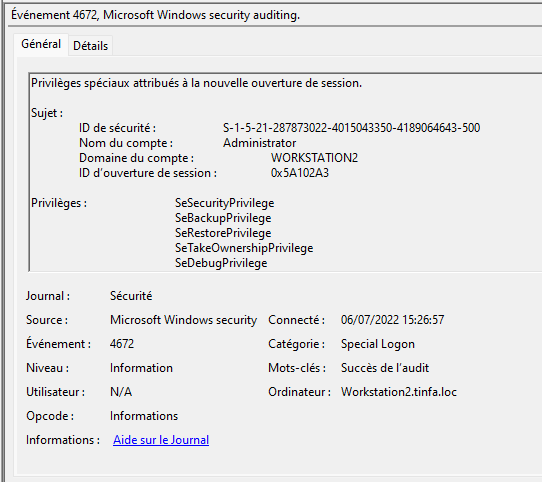 Événement 4672, Microsoft Windows security auditing.
Général Détails
Privilèges spéciaux attribués à la nouvelle ouverture de session.
Sujet :
ID de sécurité : S-1-5-21-287873022-4015043350-4189064643-500
Nom du compte : Administrator
Domaine du compte : WORKSTATION2
ID d'ouverture de session : 0x5A102A3
Privilèges : SeSecurityPrivilege
SeBackupPrivilege
SeRestorePrivilege
SeTakeOwnershipPrivilege
SeDebugPrivilege
Journal : Sécurité
Source : Microsoft Windows security Connecté : 06/07/2022 15:26:57
Événement : 4672 Catégorie : Special Logon
Niveau : Information Mots-clés : Succès de l'audit
Utilisateur : N/A Ordinateur : Workstation2.tinfa.loc
Opcode : Informations
Informations : Aide sur le Journal